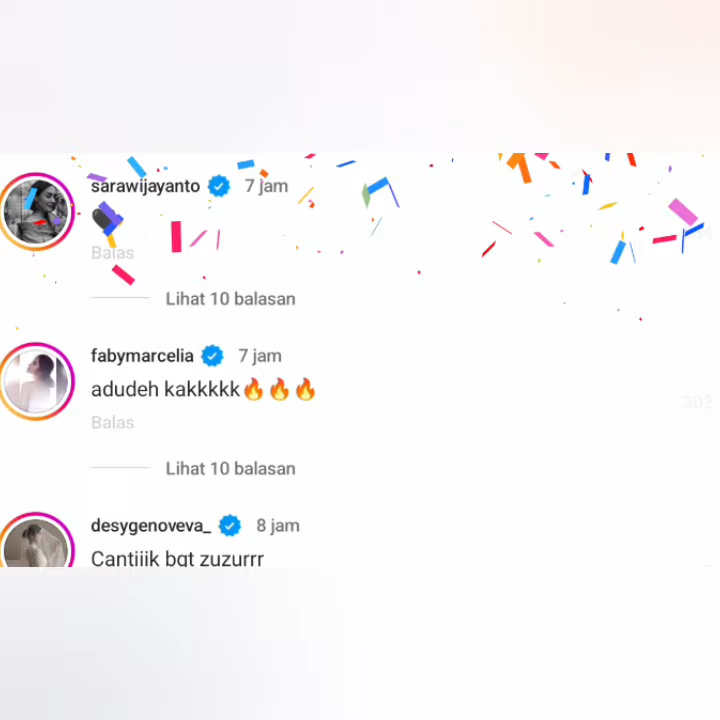 sarawijayanto 7 jam
Balas
Lihat 10 balasan
fabymarcelia 7 jam
adudeh kakkkkk🔥🔥🔥
302
Balas
Lihat 10 balasan
desygenoveva_ 8 jam
Cantiiik bgt zuzurrr